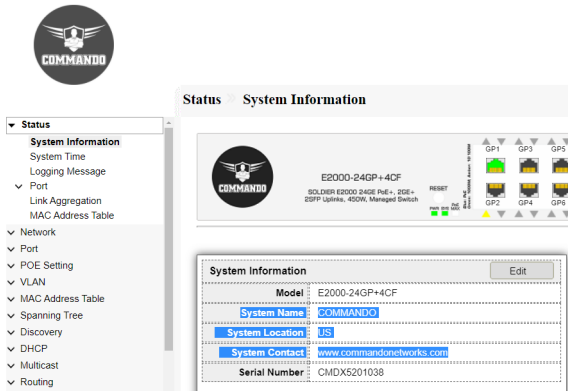 COMMANDO
Status » System Information
Status
System Information
System Time
Logging Message
Port
Link Aggregation
MAC Address Table
Network
Port
POE Setting
VLAN
MAC Address Table
Spanning Tree
Discovery
DHCP
Multicast
Routing
COMMANDO
E2000-24GP+4CF
SOLDIER E2000 24GE PoE+, 2GE+
2SFP Uplinks, 450W, Managed Switch
RESET
PWR SYS PoE MAX
GP1 GP3 GP5
GP2 GP4 GP6
System Information Edit
Model E2000-24GP+4CF
System Name COMMANDO
System Location US
System Contact www.commandonetworks.com
Serial Number CMDX5201038